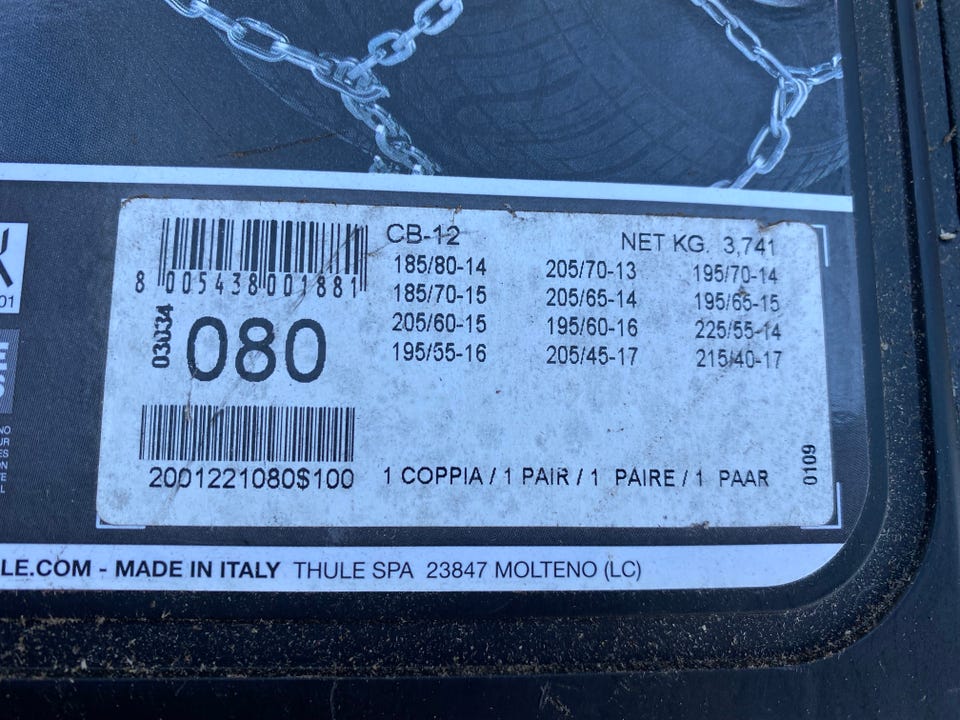 CB-12
NET KG. 3,741
8 005438 001881
185/80-14 205/70-13 195/70-14
185/70-15 205/65-14 195/65-15
205/60-15 195/60-16 225/55-14
195/55-16 205/45-17 215/40-17
03034
080
2001221080$100
1 COPPIA / 1 PAIR / 1 PAIRE / 1 PAAR
0109
01
LE.COM - MADE IN ITALY THULE SPA 23847 MOLTENO (LC)